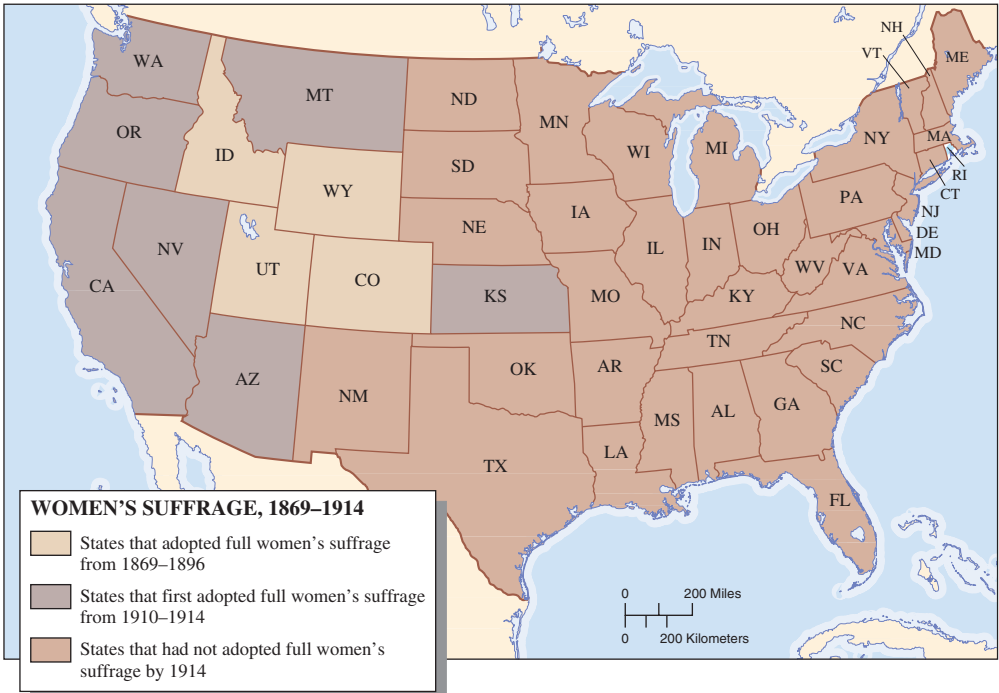 NH
VT
ME
WA
MT
ND
MN
OR
ID
WY
SD
WI
MI
NY
MA
RI
CT
NE
IA
PA
NJ
DE
MD
NV
UT
CO
IL
IN
OH
WV
VA
CA
KS
MO
KY
NC
AZ
NM
OK
AR
TN
SC
MS
AL
GA
TX
LA
FL
WOMEN'S SUFFRAGE, 1869–1914
States that adopted full women's suffrage
from 1869–1896
States that first adopted full women's suffrage
from 1910–1914
States that had not adopted full women's
suffrage by 1914
0 200 Miles
0 200 Kilometers